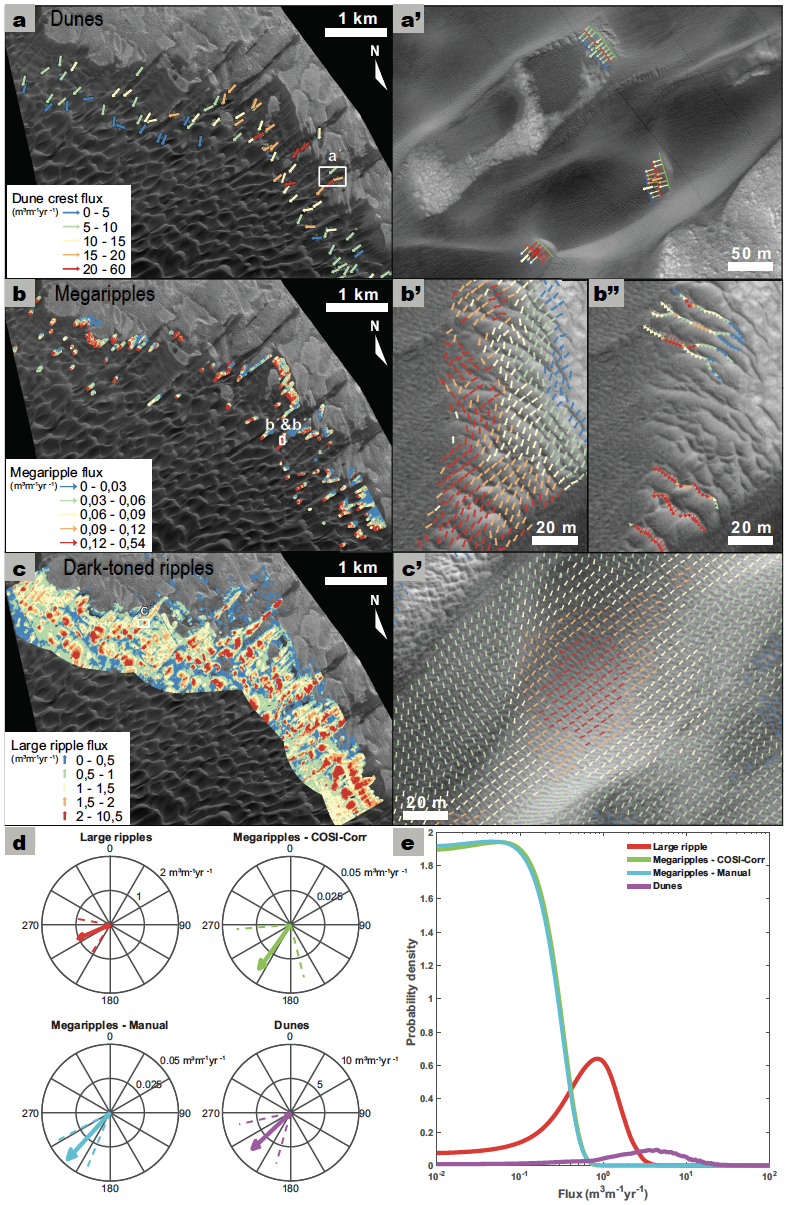 a Dunes
1 km
N
a´
Dune crest flux
(m³m⁻¹yr⁻¹)
0 - 5
5 - 10
10 - 15
15 - 20
20 - 60
a'
50 m
b Megaripples
1 km
N
b´&b´´
Megaripple flux
(m³m⁻¹yr⁻¹)
0 - 0,03
0,03 - 0,06
0,06 - 0,09
0,09 - 0,12
0,12 - 0,54
b'
20 m
b''
20 m
c Dark-toned ripples
1 km
N
Large ripple flux
(m³m⁻¹yr⁻¹)
0 - 0,5
0,5 - 1
1 - 1,5
1,5 - 2
2 - 10,5
c'
20 m
d
Large ripples
0
2 m³m⁻¹yr⁻¹
1
270
90
180
Megaripples - COSI-Corr
0
0.05 m³m⁻¹yr⁻¹
0.025
270
90
180
Megaripples - Manual
0
0.05 m³m⁻¹yr⁻¹
0.025
270
90
180
Dunes
0
10 m³m⁻¹yr⁻¹
5
270
90
180
e
2
1.8
1.6
1.4
1.2
1
0.8
0.6
0.4
0.2
0
Probability density
Large ripple
Megaripples - COSI-Corr
Megaripples - Manual
Dunes
10⁻²
10⁻¹
10⁰
10¹
10²
Flux (m³m⁻¹yr⁻¹)